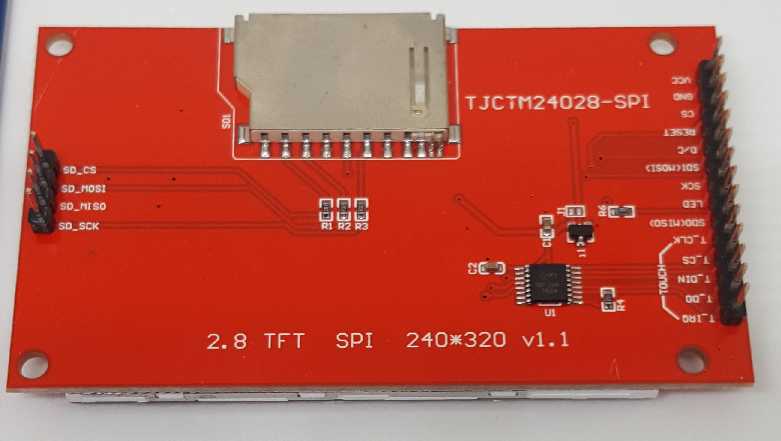 TJCTM24028-SPI
SD1
VCC
GND
CS
RESET
D/C
SDI(MOSI)
SCK
LED
SDO(MISO)
T_CLK
T_CS
T_DIN
T_DO
T_IRQ
TOUCH
SD_CS
SD_MOSI
SD_MISO
SD_SCK
R1 R2 R3
J1
R6
C2
U1
R4
2.8 TFT SPI 240*320 v1.1